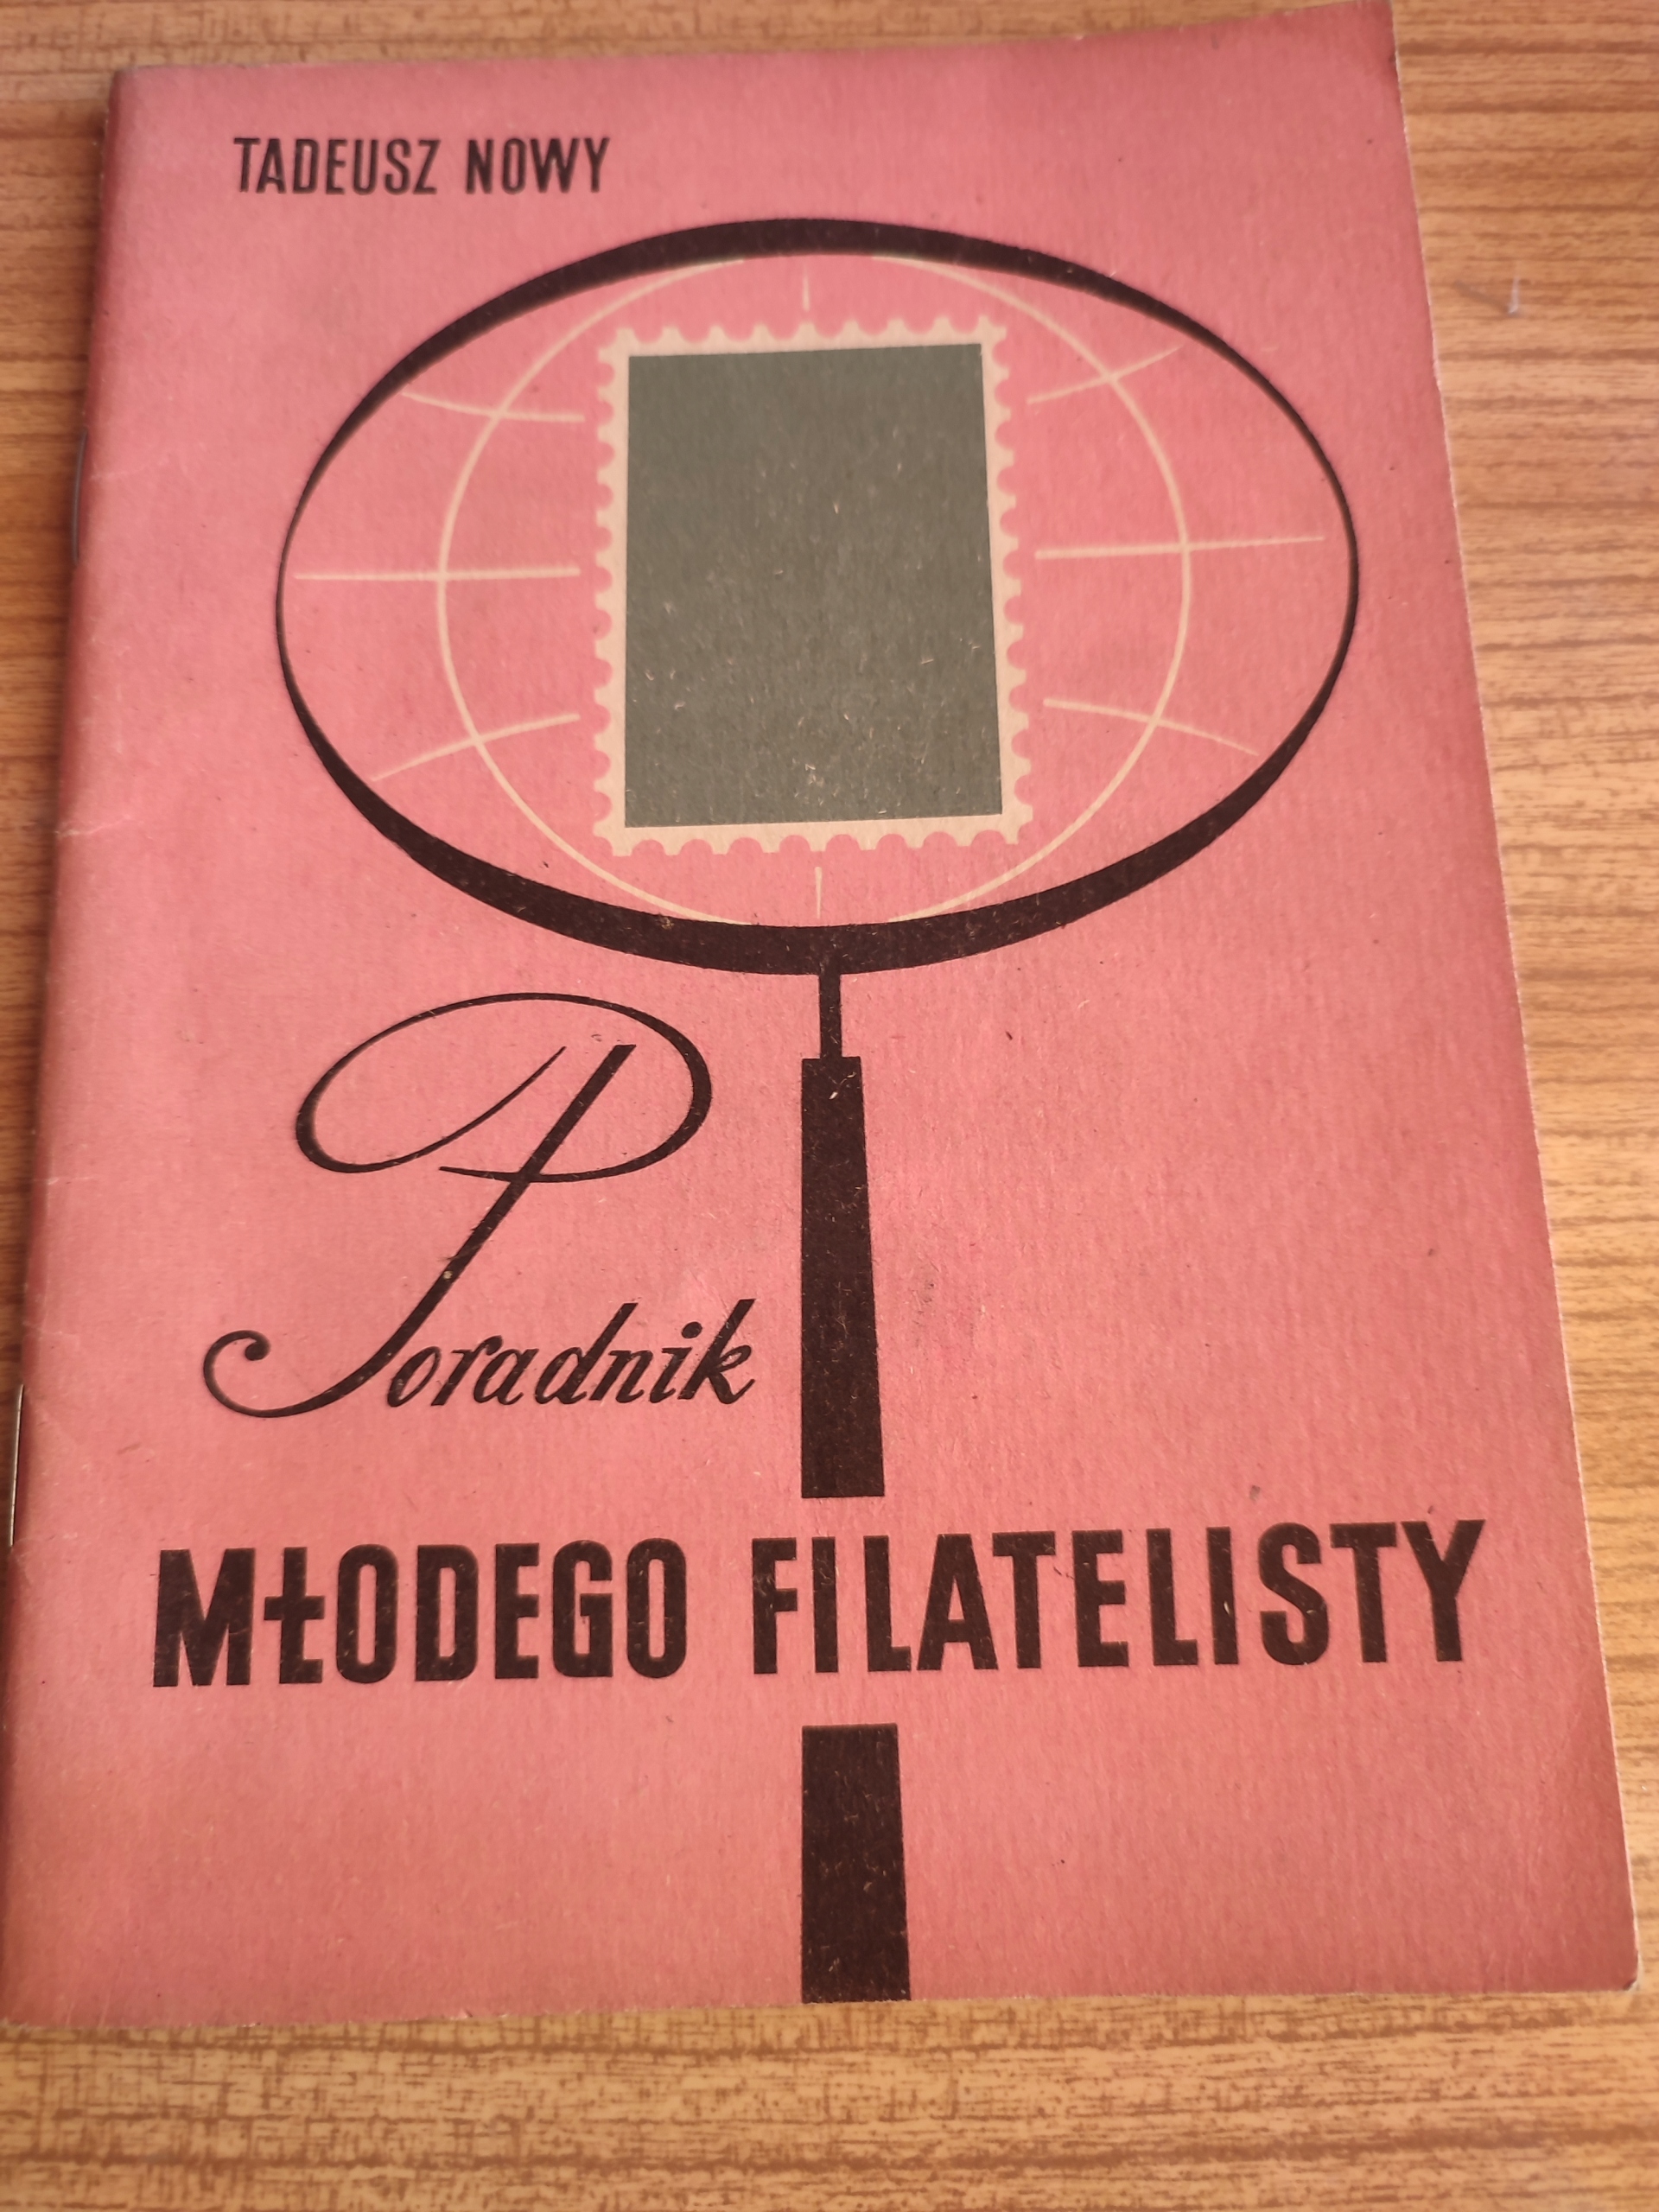 TADEUSZ NOWY
Poradnik
MŁODEGO FILATELISTY